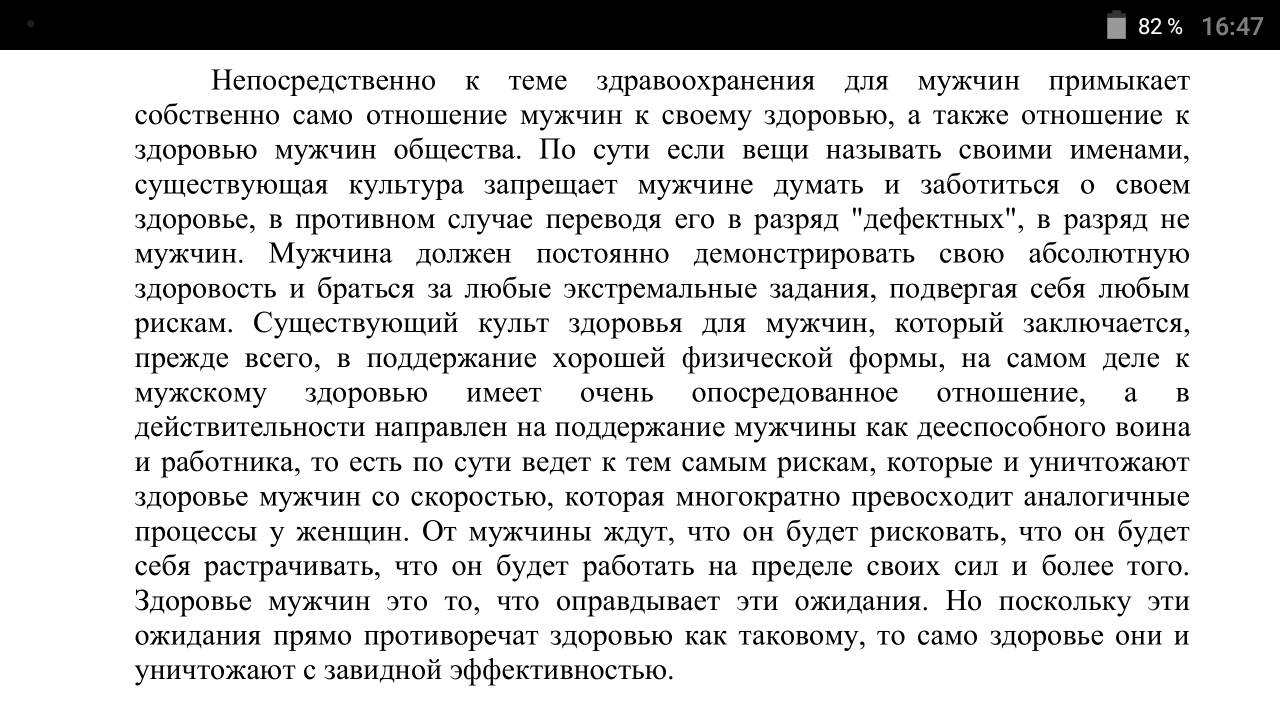 82 % 16:47
Непосредственно к теме здравоохранения для мужчин примыкает
собственно само отношение мужчин к своему здоровью, а также отношение к
здоровью мужчин общества. По сути если вещи называть своими именами,
существующая культура запрещает мужчине думать и заботиться о своем
здоровье, в противном случае переводя его в разряд "дефектных", в разряд не
мужчин. Мужчина должен постоянно демонстрировать свою абсолютную
здоровость и браться за любые экстремальные задания, подвергая себя любым
рискам. Существующий культ здоровья для мужчин, который заключается,
прежде всего, в поддержание хорошей физической формы, на самом деле к
мужскому здоровью имеет очень опосредованное отношение, а в
действительности направлен на поддержание мужчины как дееспособного воина
и работника, то есть по сути ведет к тем самым рискам, которые и уничтожают
здоровье мужчин со скоростью, которая многократно превосходит аналогичные
процессы у женщин. От мужчины ждут, что он будет рисковать, что он будет
себя растрачивать, что он будет работать на пределе своих сил и более того.
Здоровье мужчин это то, что оправдывает эти ожидания. Но поскольку эти
ожидания прямо противоречат здоровью как таковому, то само здоровье они и
уничтожают с завидной эффективностью.